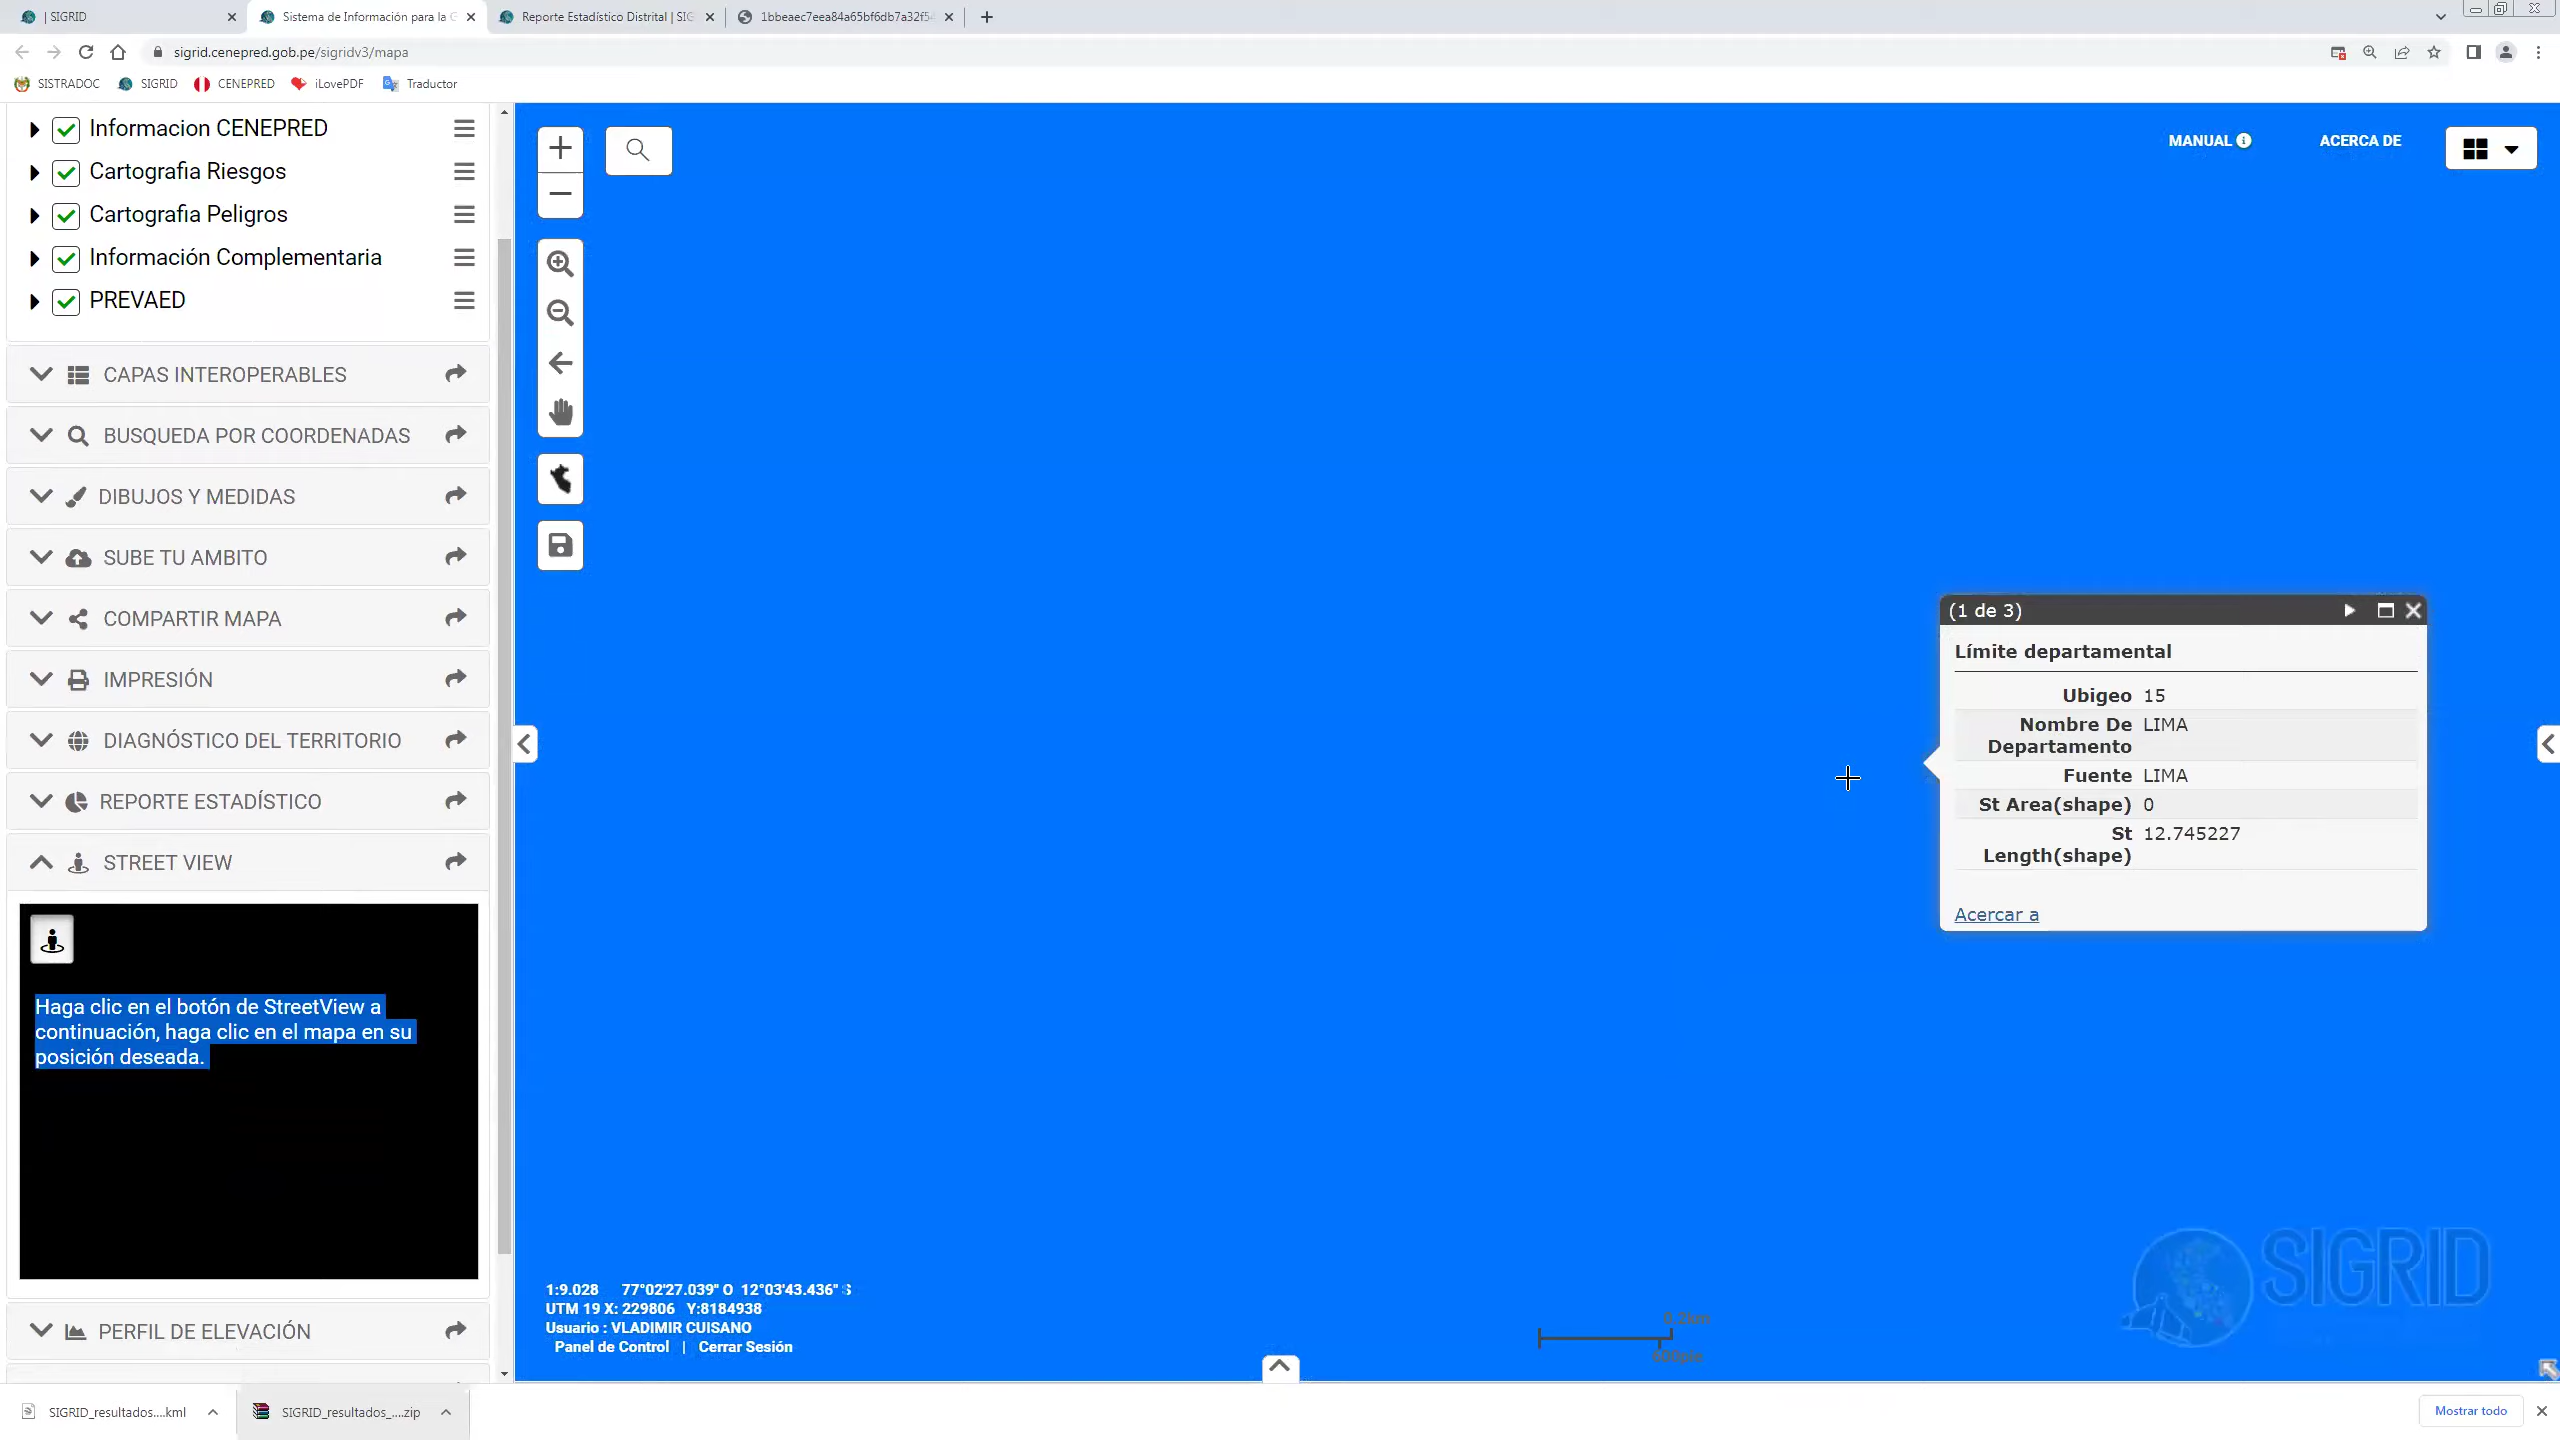 | SIGRID
Sistema de Información para la G
Reporte Estadístico Distrital | SIG
1bbeaec7eea84a65bf6db7a32f54
sigrid.cenepred.gob.pe/sigridv3/mapa
SISTRADOC
SIGRID
CENEPRED
iLovePDF
Traductor
Informacion CENEPRED
Cartografia Riesgos
Cartografia Peligros
Información Complementaria
PREVAED
CAPAS INTEROPERABLES
BUSQUEDA POR COORDENADAS
DIBUJOS Y MEDIDAS
SUBE TU AMBITO
COMPARTIR MAPA
IMPRESIÓN
DIAGNÓSTICO DEL TERRITORIO
REPORTE ESTADÍSTICO
STREET VIEW
Haga clic en el botón de StreetView a
continuación, haga clic en el mapa en su
posición deseada.
PERFIL DE ELEVACIÓN
MANUAL
ACERCA DE
(1 de 3)
Límite departamental
Ubigeo 15
Nombre De LIMA
Departamento
Fuente LIMA
St Area(shape) 0
St 12.745227
Length(shape)
Acercar a
1:9.028 77°02'27.039" O 12°03'43.436" S
UTM 19 X: 229806 Y:8184938
Usuario : VLADIMIR CUISANO
Panel de Control | Cerrar Sesión
0.2km
600pie
SIGRID
SIGRID_resultados....kml
SIGRID_resultados_....zip
Mostrar todo